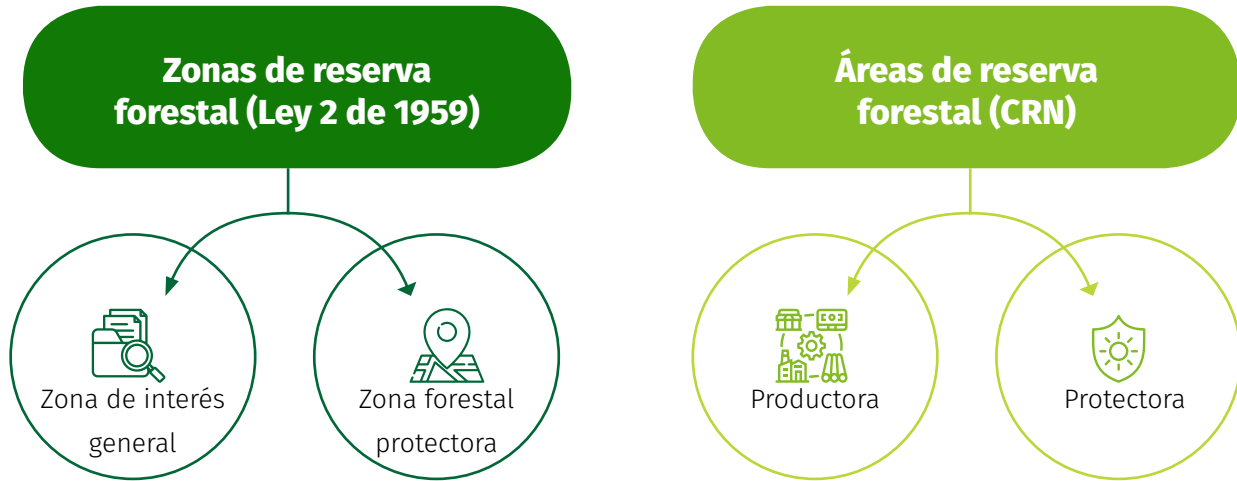 Zonas de reserva
forestal (Ley 2 de 1959)
Zona de interés
general
Zona forestal
protectora
Áreas de reserva
forestal (CRN)
Productora
Protectora